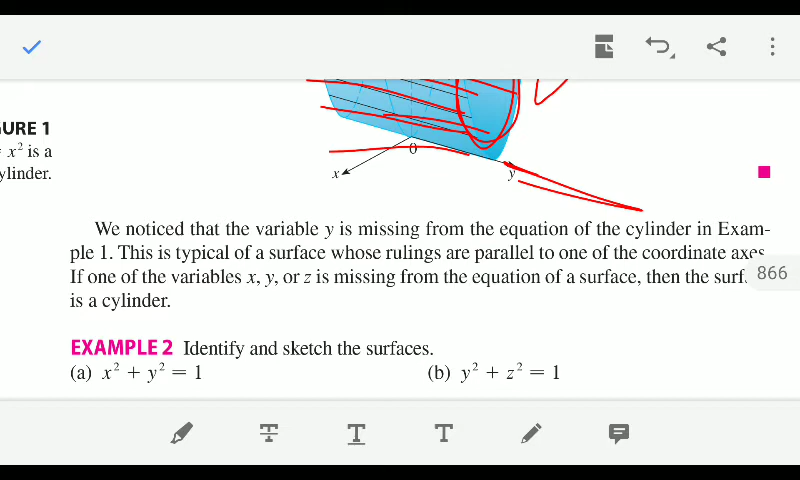 URE 1
= x² is a
ylinder.
0
x
y
We noticed that the variable y is missing from the equation of the cylinder in Exam-
ple 1. This is typical of a surface whose rulings are parallel to one of the coordinate axes.
If one of the variables x, y, or z is missing from the equation of a surface, then the surf
866
is a cylinder.
EXAMPLE 2 Identify and sketch the surfaces.
(a) x² + y² = 1
(b) y² + z² = 1
T
T